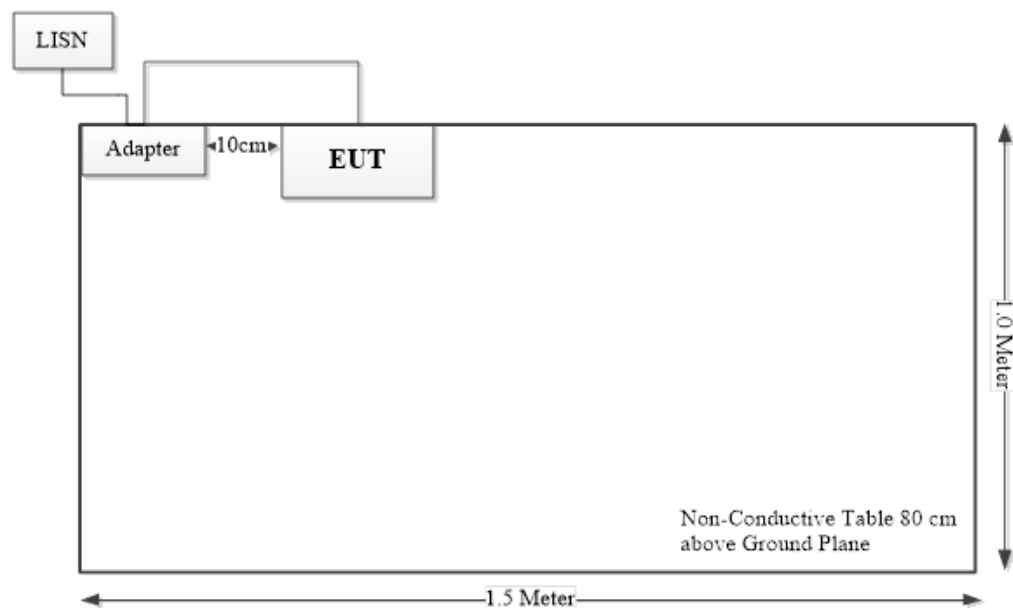 LISN
Adapter
10cm
EUT
1.0 Meter
Non-Conductive Table 80 cm
above Ground Plane
1.5 Meter